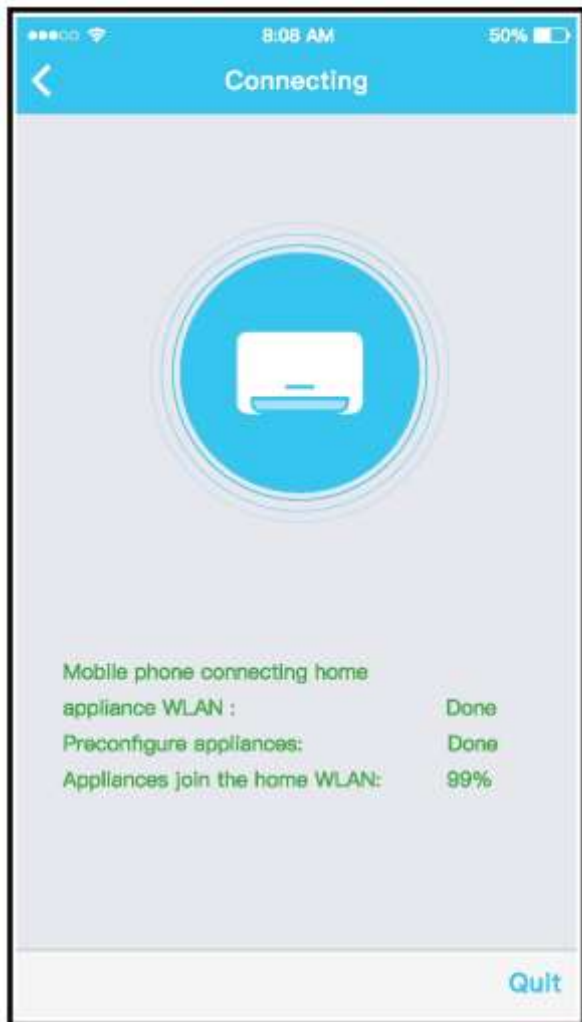 8:08 AM 50%
Connecting
Mobile phone connecting home
appliance WLAN : Done
Preconfigure appliances: Done
Appliances join the home WLAN: 99%
Quit